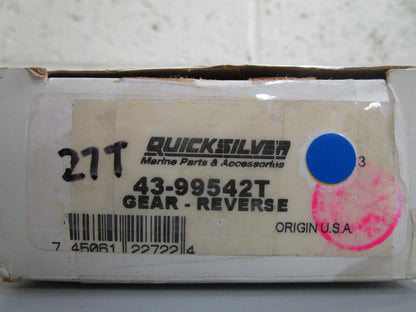 27T
QUICKSILVER
Marine Parts & Accessories
3
43-99542T
GEAR - REVERSE
ORIGIN U.S.A.
7 45061 22722 4